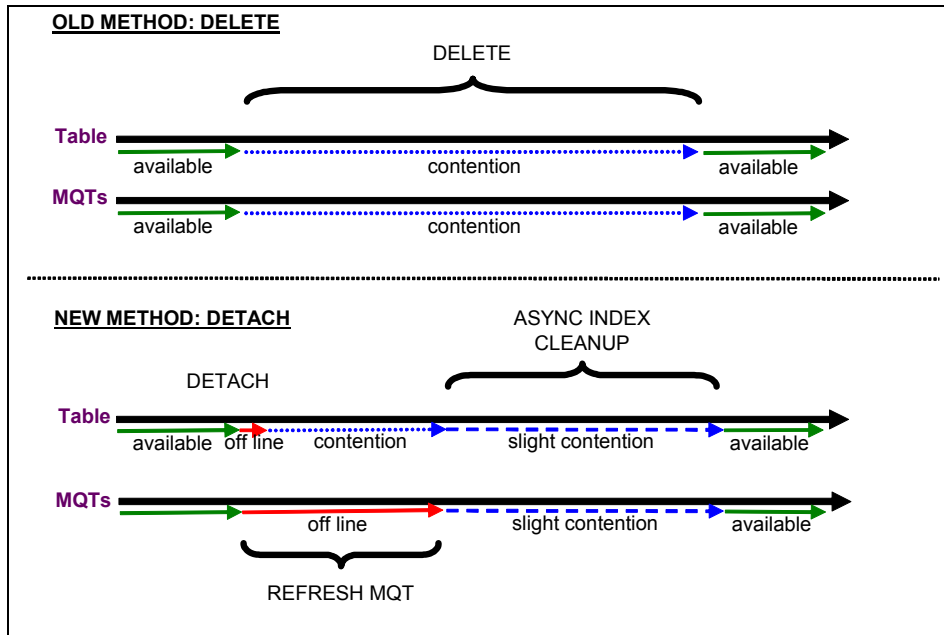 OLD METHOD: DELETE
DELETE
Table
available
contention
available
MQTs
available
contention
available
NEW METHOD: DETACH
ASYNC INDEX
CLEANUP
DETACH
Table
available
off line
contention
slight contention
available
MQTs
off line
slight contention
available
REFRESH MQT